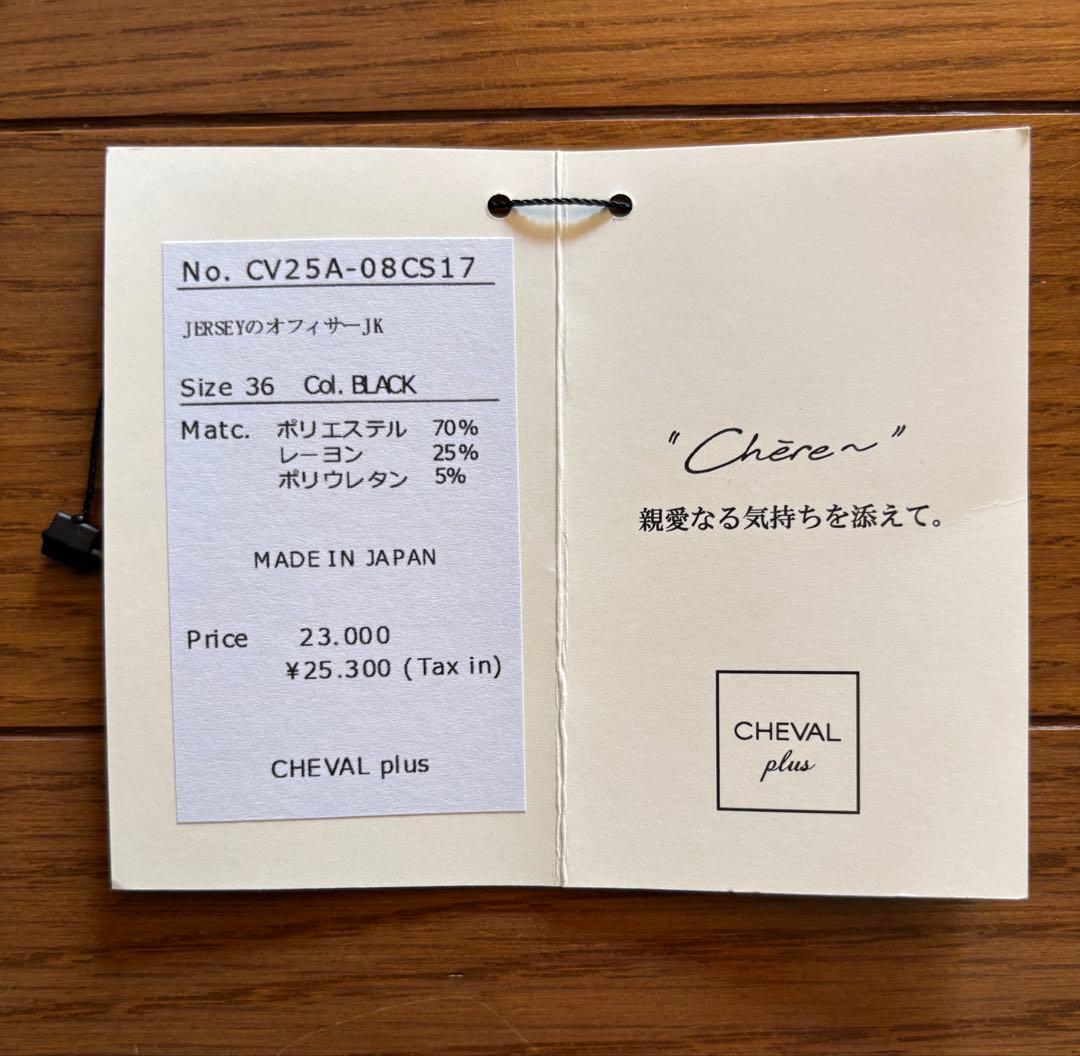 No. CV25A-08CS17
JERSEYのオフィサーJK
Size 36 Col. BLACK
Matc. ポリエステル 70%
レーヨン 25%
ポリウレタン 5%
MADE IN JAPAN
Price 23.000
¥25.300 (Tax in)
CHEVAL plus
"Chēre~"
親愛なる気持ちを添えて。
CHEVAL
plus